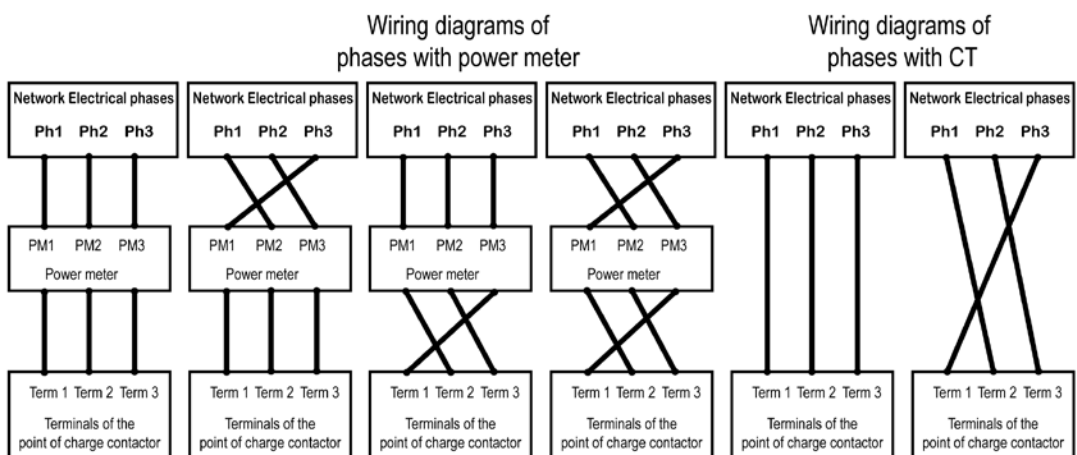 Wiring diagrams of
phases with power meter
Wiring diagrams of
phases with CT
Network Electrical phases
Ph1 Ph2 Ph3
PM1 PM2 PM3
Power meter
Term 1 Term 2 Term 3
Terminals of the
point of charge contactor
Network Electrical phases
Ph1 Ph2 Ph3
PM1 PM2 PM3
Power meter
Term 1 Term 2 Term 3
Terminals of the
point of charge contactor
Network Electrical phases
Ph1 Ph2 Ph3
PM1 PM2 PM3
Power meter
Term 1 Term 2 Term 3
Terminals of the
point of charge contactor
Network Electrical phases
Ph1 Ph2 Ph3
PM1 PM2 PM3
Power meter
Term 1 Term 2 Term 3
Terminals of the
point of charge contactor
Network Electrical phases
Ph1 Ph2 Ph3
Term 1 Term 2 Term 3
Terminals of the
point of charge contactor
Network Electrical phases
Ph1 Ph2 Ph3
Term 1 Term 2 Term 3
Terminals of the
point of charge contactor